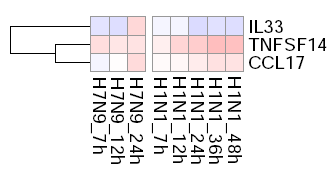 IL33
TNFSF14
CCL17
H7N9_7h
H7N9_12h
H7N9_24h
H1N1_7h
H1N1_12h
H1N1_24h
H1N1_36h
H1N1_48h